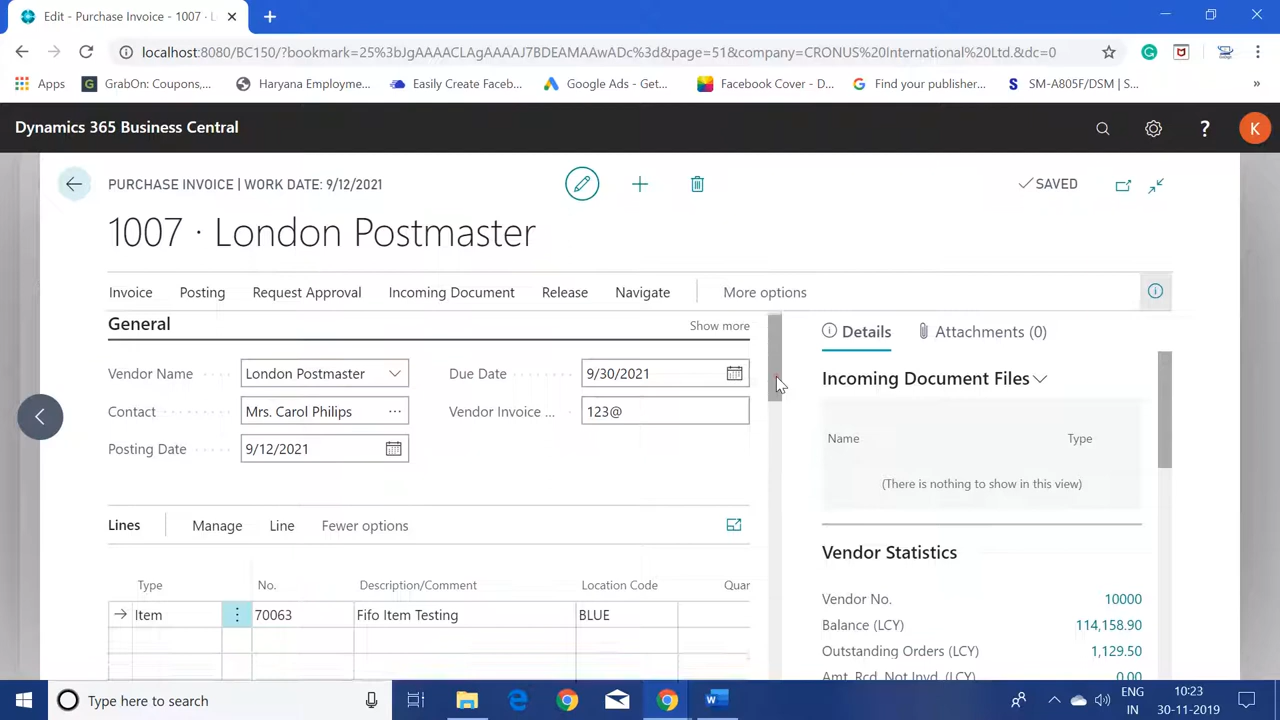 Edit - Purchase Invoice - 1007 · L
localhost:8080/BC150/?bookmark=25%3bJgAAAACLAgAAAAJ7BDEAMAAwADc%3d&page=51&company=CRONUS%20International%20Ltd.&dc=0
Apps
G GrabOn: Coupons,...
Haryana Employme...
Easily Create Faceb...
Google Ads - Get...
Facebook Cover - D...
Find your publisher...
S SM-A805F/DSM | S...
»
Dynamics 365 Business Central
?
K
PURCHASE INVOICE | WORK DATE: 9/12/2021
SAVED
1007 · London Postmaster
Invoice Posting Request Approval Incoming Document Release Navigate More options
General Show more
Details Attachments (0)
Vendor Name London Postmaster Due Date 9/30/2021
Incoming Document Files
Contact Mrs. Carol Philips ... Vendor Invoice ... 123@
Name Type
Posting Date 9/12/2021
(There is nothing to show in this view)
Lines Manage Line Fewer options
Vendor Statistics
Type No. Description/Comment Location Code Quar
Vendor No. 10000
Item 70063 Fifo Item Testing BLUE
Balance (LCY) 114,158.90
Outstanding Orders (LCY) 1,129.50
Amt. Rcd. Not Invd. (LCY) 0.00
Type here to search
W
ENG
IN
10:23
30-11-2019